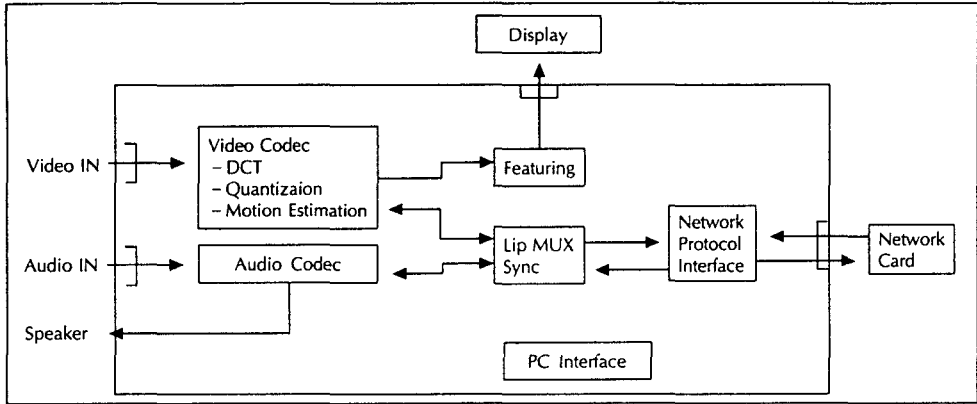 Display
Video IN
Video Codec
– DCT
– Quantizaion
– Motion Estimation
Featuring
Audio IN
Audio Codec
Lip MUX
Sync
Network
Protocol
Interface
Network
Card
Speaker
PC Interface